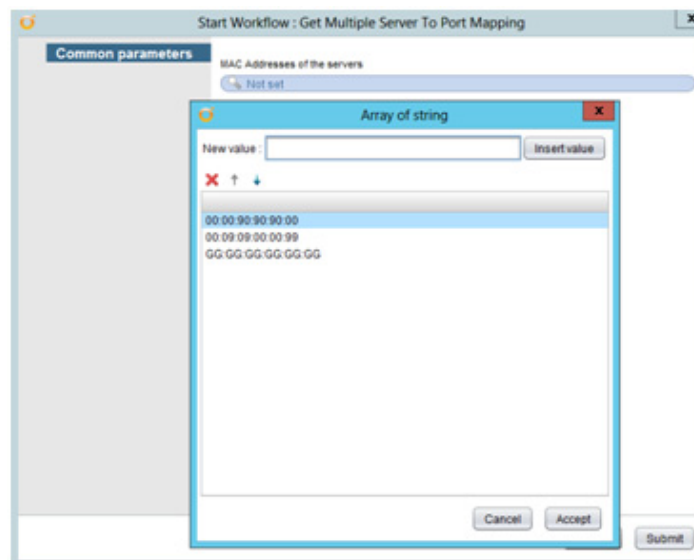 Start Workflow : Get Multiple Server To Port Mapping
Common parameters
MAC Addresses of the servers
Not set
Array of string
New value :
Insert value
00:00:90:90:90:00
00:09:09:00:00:99
GG:GG:GG:GG:GG:GG
Cancel
Accept
Submit